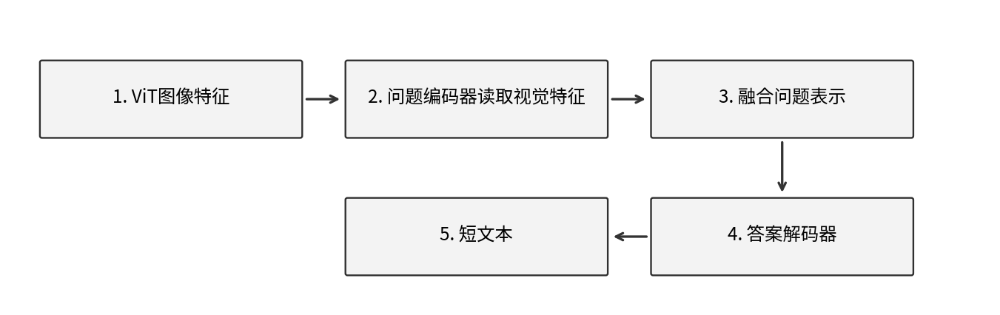 1. ViT图像特征
2. 问题编码器读取视觉特征
3. 融合问题表示
4. 答案解码器
5. 短文本